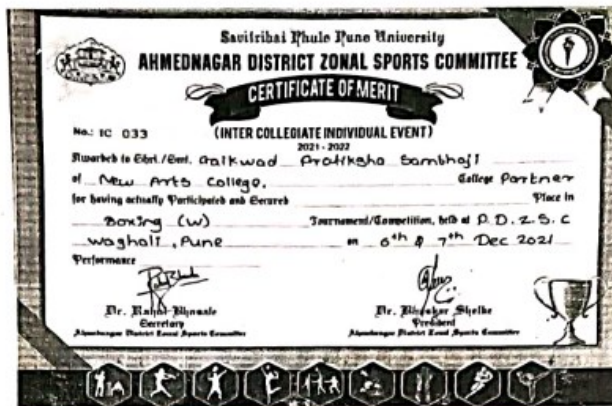 Savitribai Phule Pune University
AHMEDNAGAR DISTRICT ZONAL SPORTS COMMITTEE
CERTIFICATE OF MERIT
No.: IC 033 (INTER COLLEGIATE INDIVIDUAL EVENT)
2021 - 2022
Awarded to Shri./Smt. Gaikwad Pratiksha Sambhaji
of New Arts College. College Partner
for having actually Participated and Secured Place in
Boxing (W) Tournament/Competition, held at P.D.Z.S.C
Wagholi, Pune on 6th & 7th Dec 2021
Performance
Dr. Rahul Bhosale Dr. Bhaskar Shelke
Secretary President
Ahmednagar District Zonal Sports Committee Ahmednagar District Zonal Sports Committee